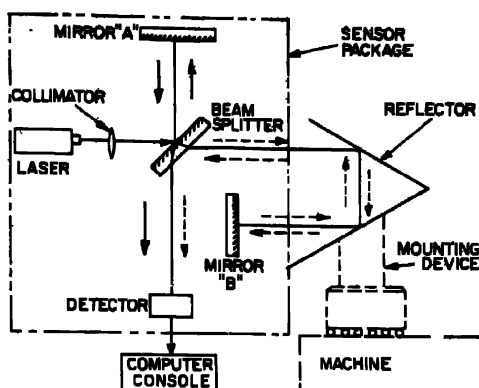 MIRROR"A"
SENSOR
PACKAGE
COLLIMATOR
BEAM
SPLITTER
REFLECTOR
LASER
MIRROR
"B"
MOUNTING
DEVICE
DETECTOR
COMPUTER
CONSOLE
MACHINE